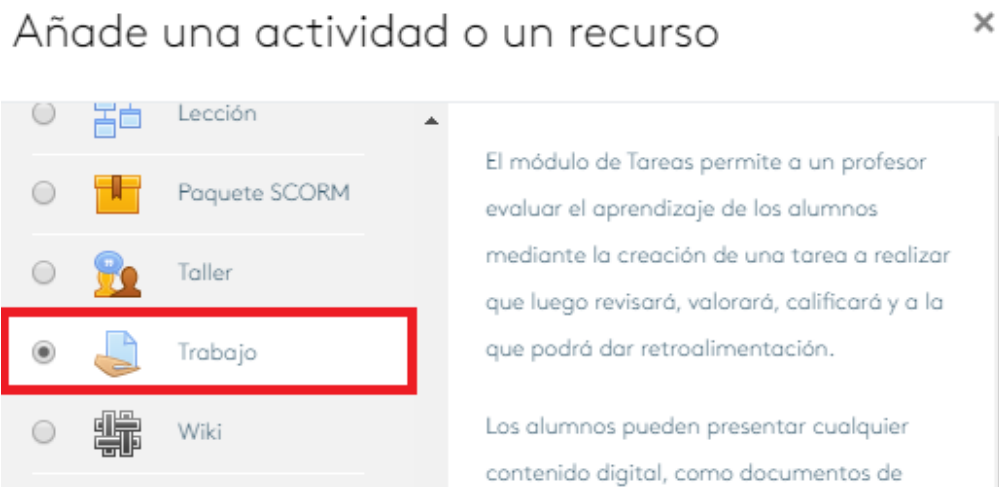 Añade una actividad o un recurso
×
Lección
Paquete SCORM
Taller
Trabajo
Wiki
El módulo de Tareas permite a un profesor
evaluar el aprendizaje de los alumnos
mediante la creación de una tarea a realizar
que luego revisará, valorará, calificará y a la
que podrá dar retroalimentación.
Los alumnos pueden presentar cualquier
contenido digital, como documentos de